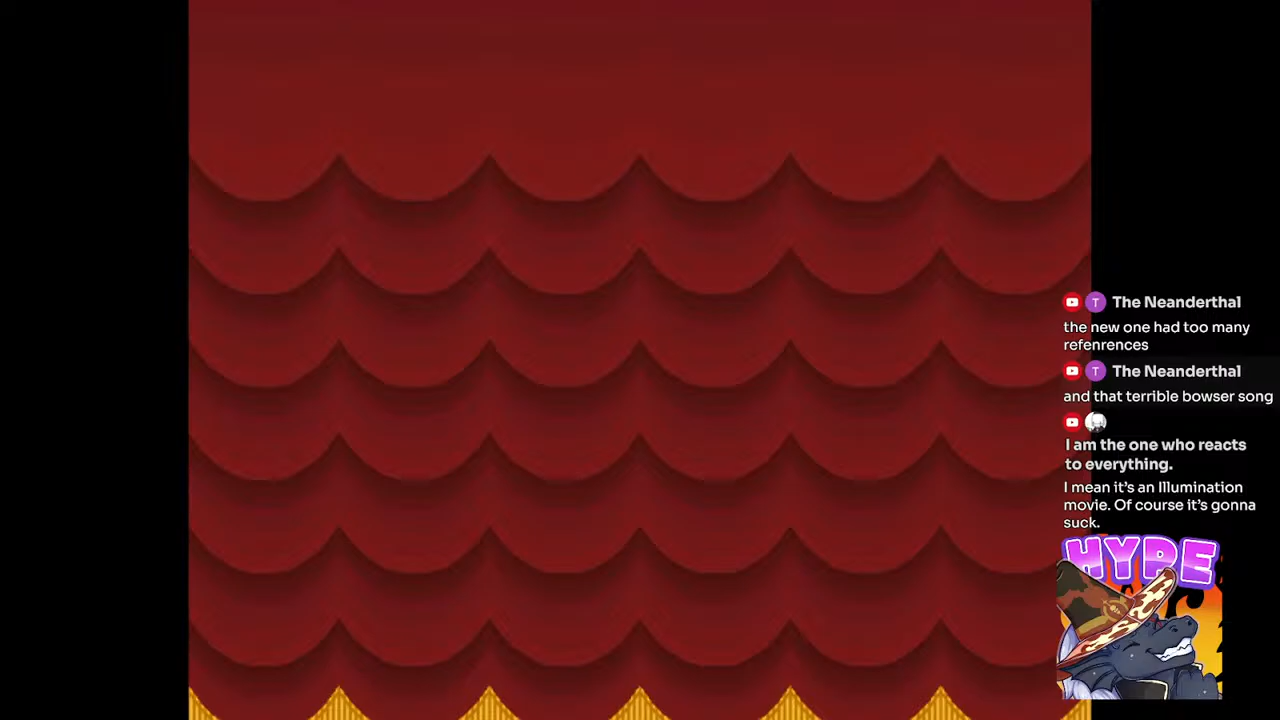 The Neanderthal
the new one had too many
refenrences
The Neanderthal
and that terrible bowser song
I am the one who reacts
to everything.
I mean it's an Illumination
movie. Of course it's gonna
suck.
HYPE